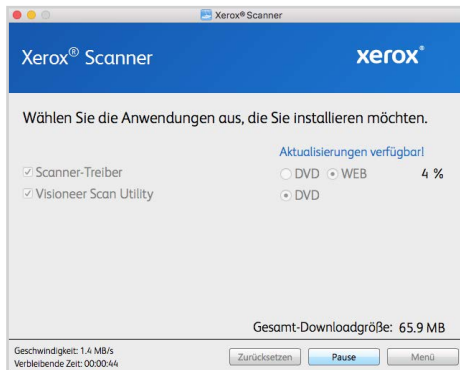 Xerox® Scanner
Xerox® Scanner xerox®
Wählen Sie die Anwendungen aus, die Sie installieren möchten.
Aktualisierungen verfügbar!
Scanner-Treiber DVD WEB 4 %
Visioneer Scan Utility DVD
Gesamt-Downloadgröße: 65.9 MB
Geschwindigkeit: 1.4 MB/s
Verbleibende Zeit: 00:00:44
Zurücksetzen Pause Menü